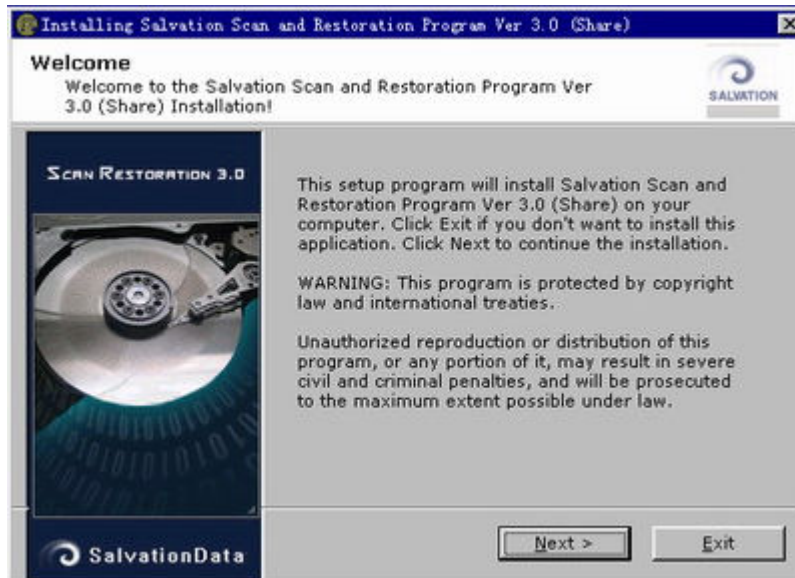 Installing Salvation Scan and Restoration Program Ver 3.0 (Share)
Welcome
Welcome to the Salvation Scan and Restoration Program Ver
3.0 (Share) Installation!
SALVATION
SCAN RESTORATION 3.0
This setup program will install Salvation Scan and
Restoration Program Ver 3.0 (Share) on your
computer. Click Exit if you don't want to install this
application. Click Next to continue the installation.
WARNING: This program is protected by copyright
law and international treaties.
Unauthorized reproduction or distribution of this
program, or any portion of it, may result in severe
civil and criminal penalties, and will be prosecuted
to the maximum extent possible under law.
SalvationData
Next >
Exit